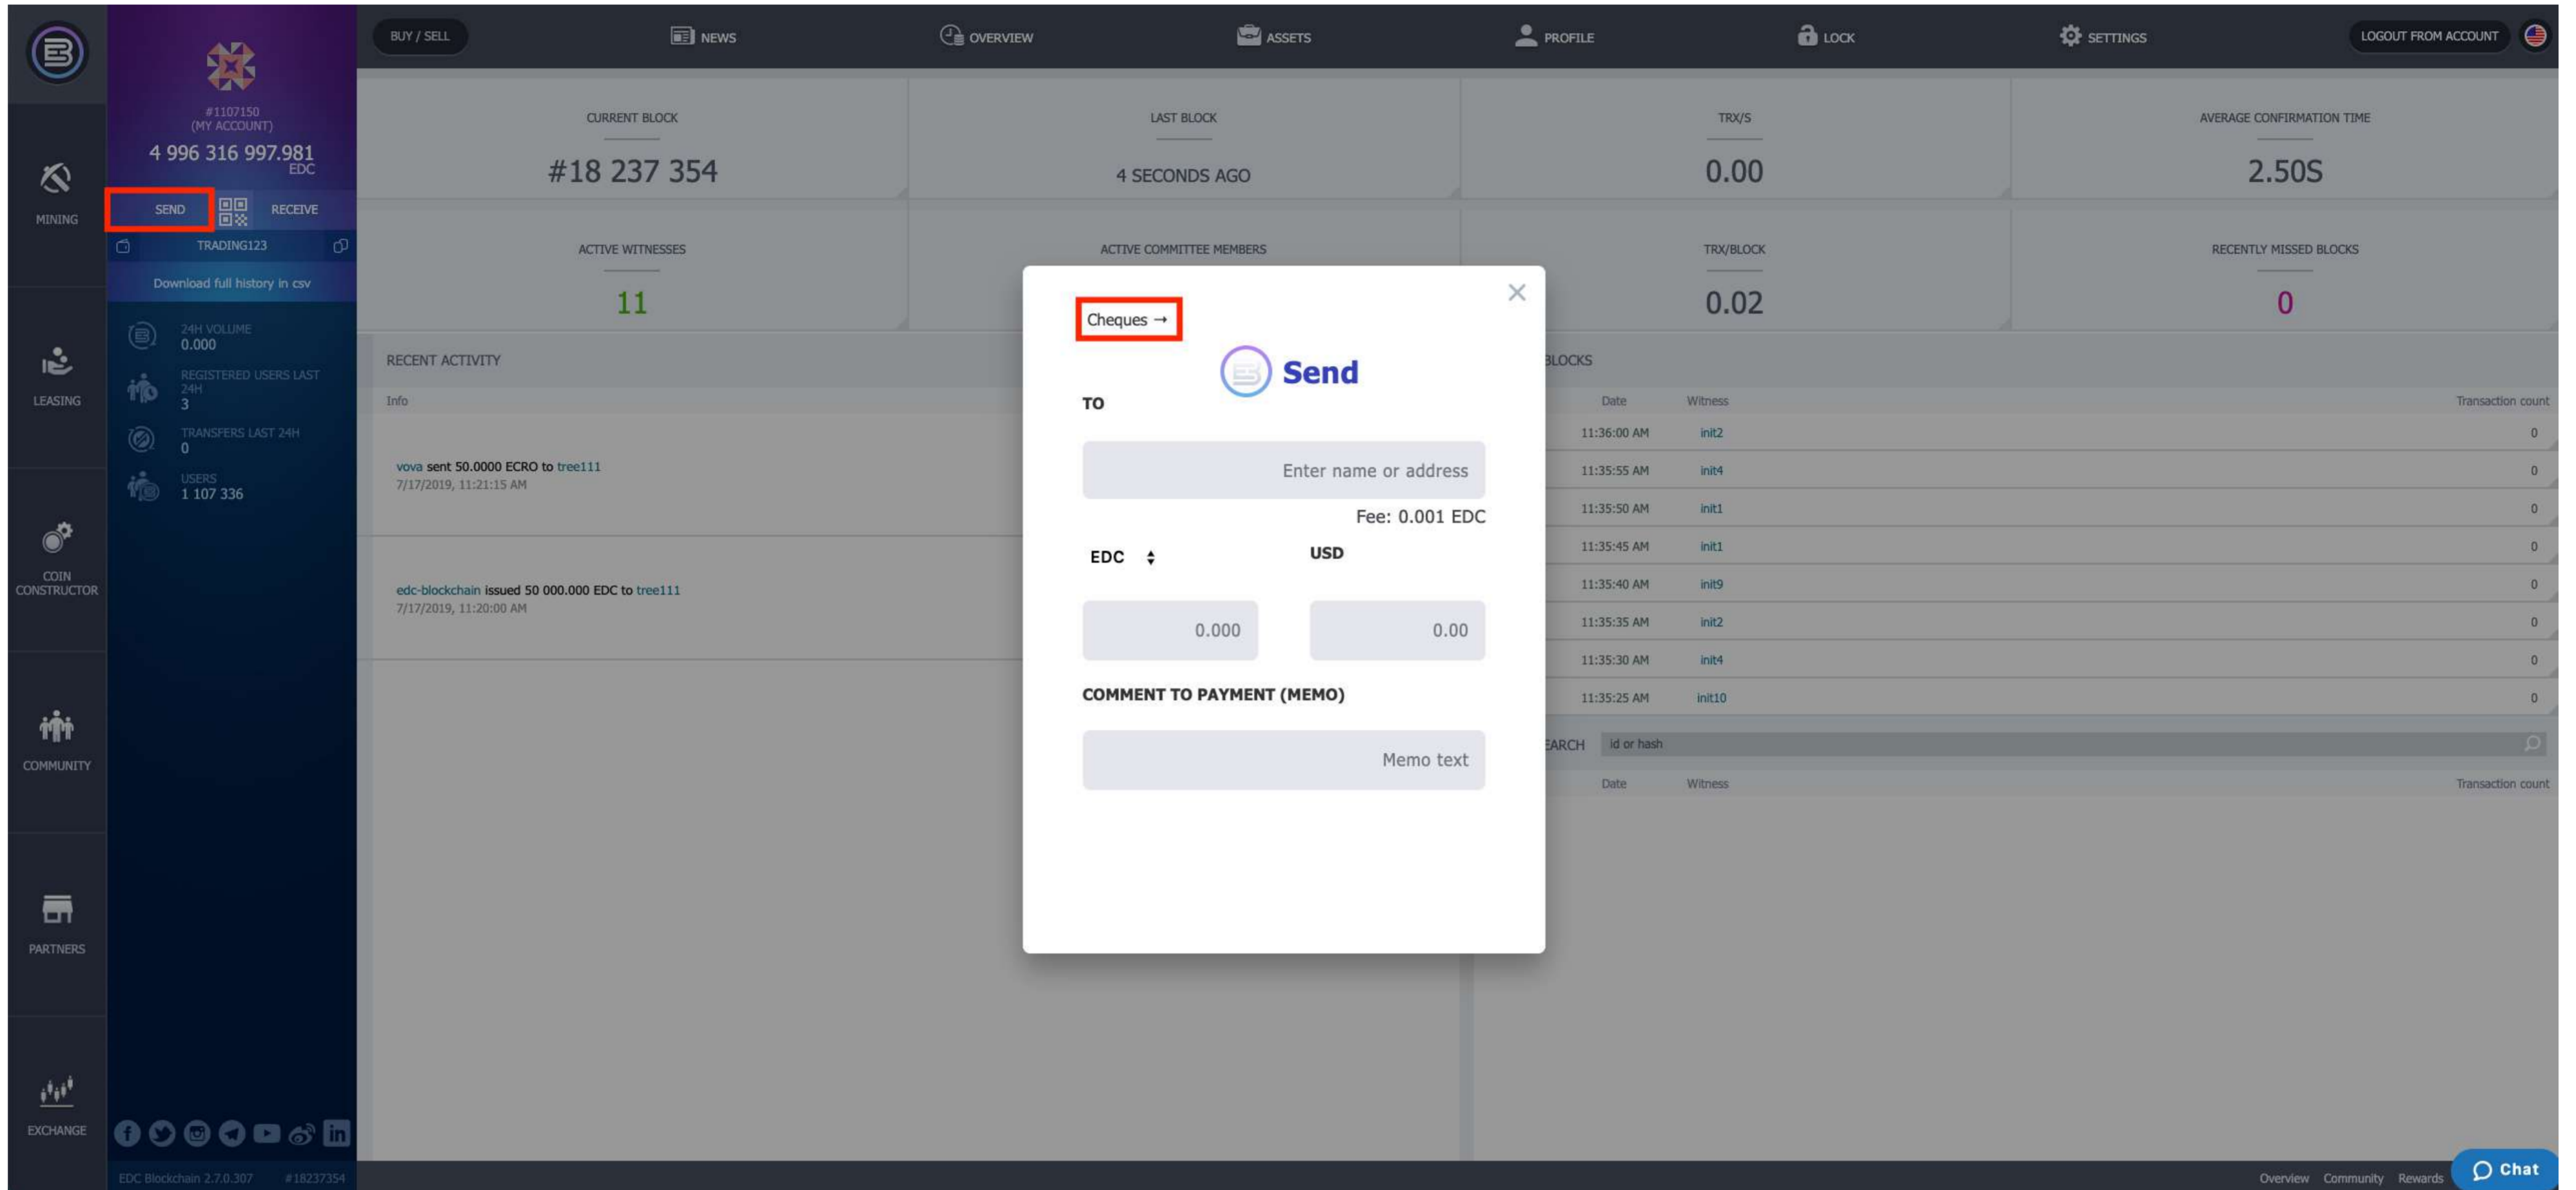 BUY / SELL
NEWS
OVERVIEW
ASSETS
PROFILE
LOCK
SETTINGS
LOGOUT FROM ACCOUNT
MINING
LEASING
COIN
CONSTRUCTOR
COMMUNITY
PARTNERS
EXCHANGE
#1107150
(MY ACCOUNT)
4 996 316 997.981
EDC
SEND
RECEIVE
TRADING123
Download full history in csv
24H VOLUME
0.000
REGISTERED USERS LAST
24H
3
TRANSFERS LAST 24H
0
USERS
1 107 336
EDC Blockchain 2.7.0.307 #18237354
CURRENT BLOCK
#18 237 354
LAST BLOCK
4 SECONDS AGO
TRX/S
0.00
AVERAGE CONFIRMATION TIME
2.50S
ACTIVE WITNESSES
11
ACTIVE COMMITTEE MEMBERS
TRX/BLOCK
0.02
RECENTLY MISSED BLOCKS
0
RECENT ACTIVITY
Info
vova sent 50.0000 ECRO to tree111
7/17/2019, 11:21:15 AM
edc-blockchain issued 50 000.000 EDC to tree111
7/17/2019, 11:20:00 AM
Cheques →
Send
TO
Enter name or address
Fee: 0.001 EDC
EDC USD
0.000 0.00
COMMENT TO PAYMENT (MEMO)
Memo text
BLOCKS
Date Witness Transaction count
11:36:00 AM init2 0
11:35:55 AM init4 0
11:35:50 AM init1 0
11:35:45 AM init1 0
11:35:40 AM init9 0
11:35:35 AM init2 0
11:35:30 AM init4 0
11:35:25 AM init10 0
EARCH id or hash
Date Witness Transaction count
Overview Community Rewards
Chat